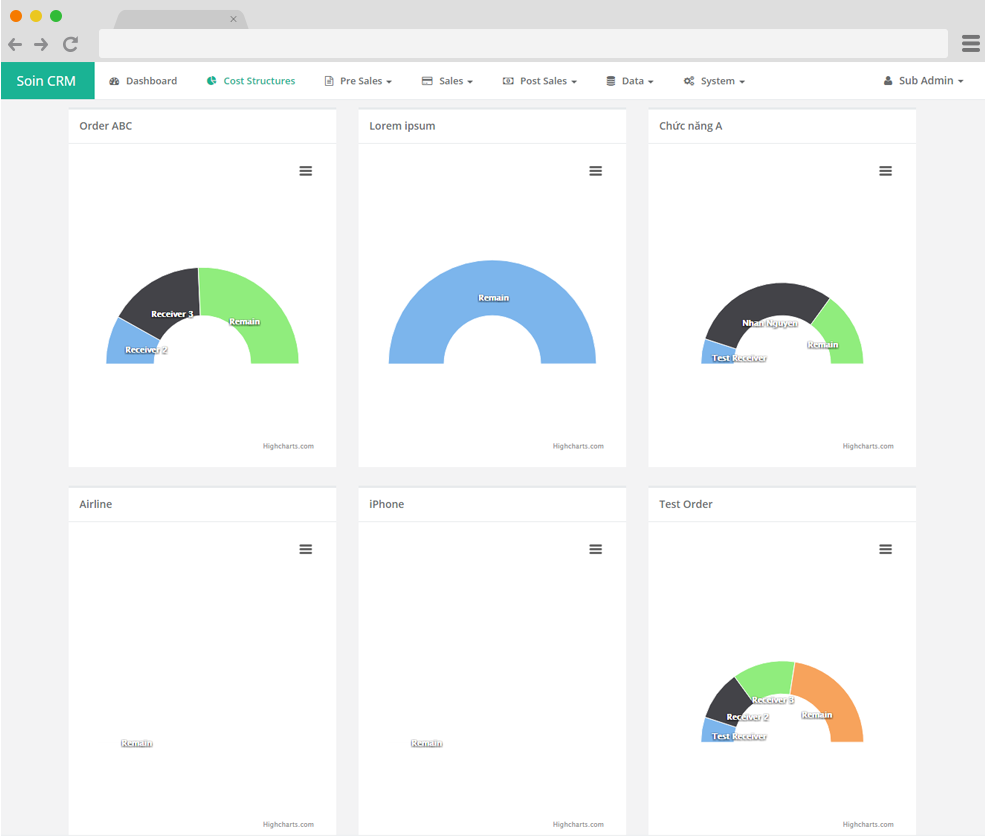 Soin CRM Dashboard Cost Structures Pre Sales Sales Post Sales Data System Sub Admin
Order ABC
Receiver 3
Remain
Receiver 2
Highcharts.com
Lorem ipsum
Remain
Highcharts.com
Chức năng A
Nhan Nguyen
Remain
Test Receiver
Highcharts.com
Airline
Remain
Highcharts.com
iPhone
Remain
Highcharts.com
Test Order
Receiver 3
Remain
Receiver 2
Test Receiver
Highcharts.com